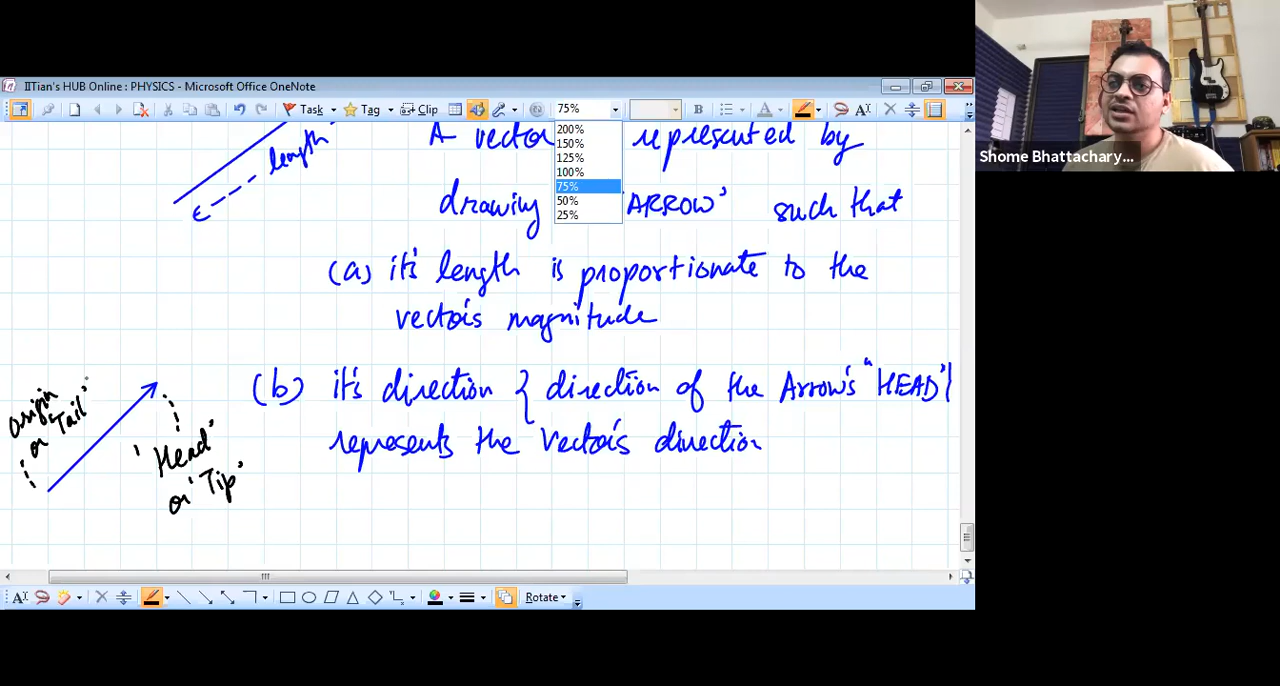 IITian's HUB Online : PHYSICS - Microsoft Office OneNote
Task
Tag
Clip
75%
B
A
200%
150%
125%
100%
75%
50%
25%
Shome Bhattachary...
length
A vector represented by
drawing 'ARROW' such that
(a) it's length is proportionate to the
vector's magnitude
(b) it's direction { direction of the Arrow's "HEAD" }
represents the Vector's direction
Origin
or 'Tail'
'Head'
or 'Tip'
Rotate